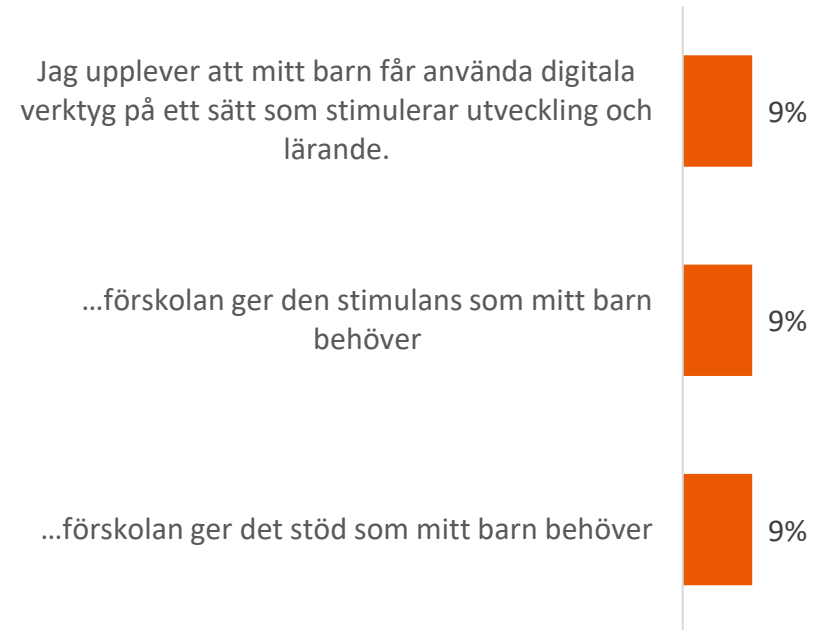 Jag upplever att mitt barn får använda digitala
verktyg på ett sätt som stimulerar utveckling och
lärande.
9%
…förskolan ger den stimulans som mitt barn
behöver
9%
…förskolan ger det stöd som mitt barn behöver
9%